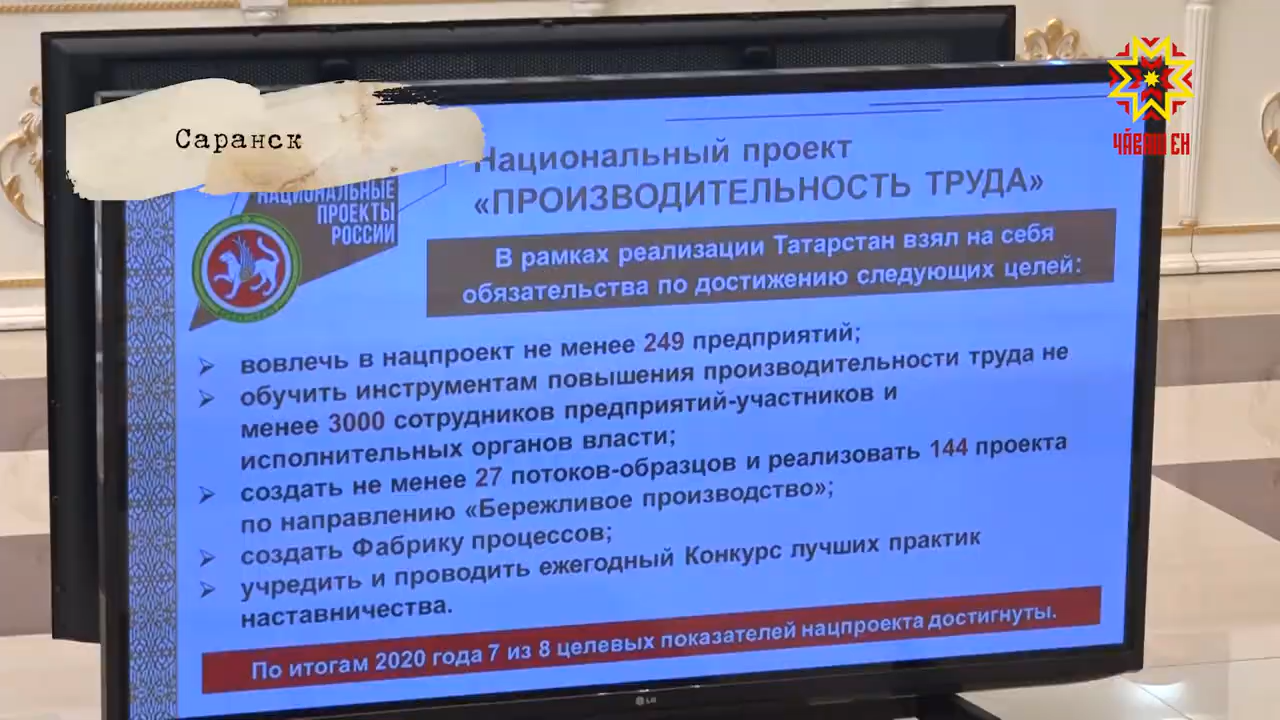 Саранск
ЧӐВАШ ЕН
НАЦИОНАЛЬНЫЕ
ПРОЕКТЫ
РОССИИ
Национальный проект
«ПРОИЗВОДИТЕЛЬНОСТЬ ТРУДА»
В рамках реализации Татарстан взял на себя
обязательства по достижению следующих целей:
вовлечь в нацпроект не менее 249 предприятий;
обучить инструментам повышения производительности труда не
менее 3000 сотрудников предприятий-участников и
исполнительных органов власти;
создать не менее 27 потоков-образцов и реализовать 144 проекта
по направлению «Бережливое производство»;
создать Фабрику процессов;
учредить и проводить ежегодный Конкурс лучших практик
наставничества.
По итогам 2020 года 7 из 8 целевых показателей нацпроекта достигнуты.
LG